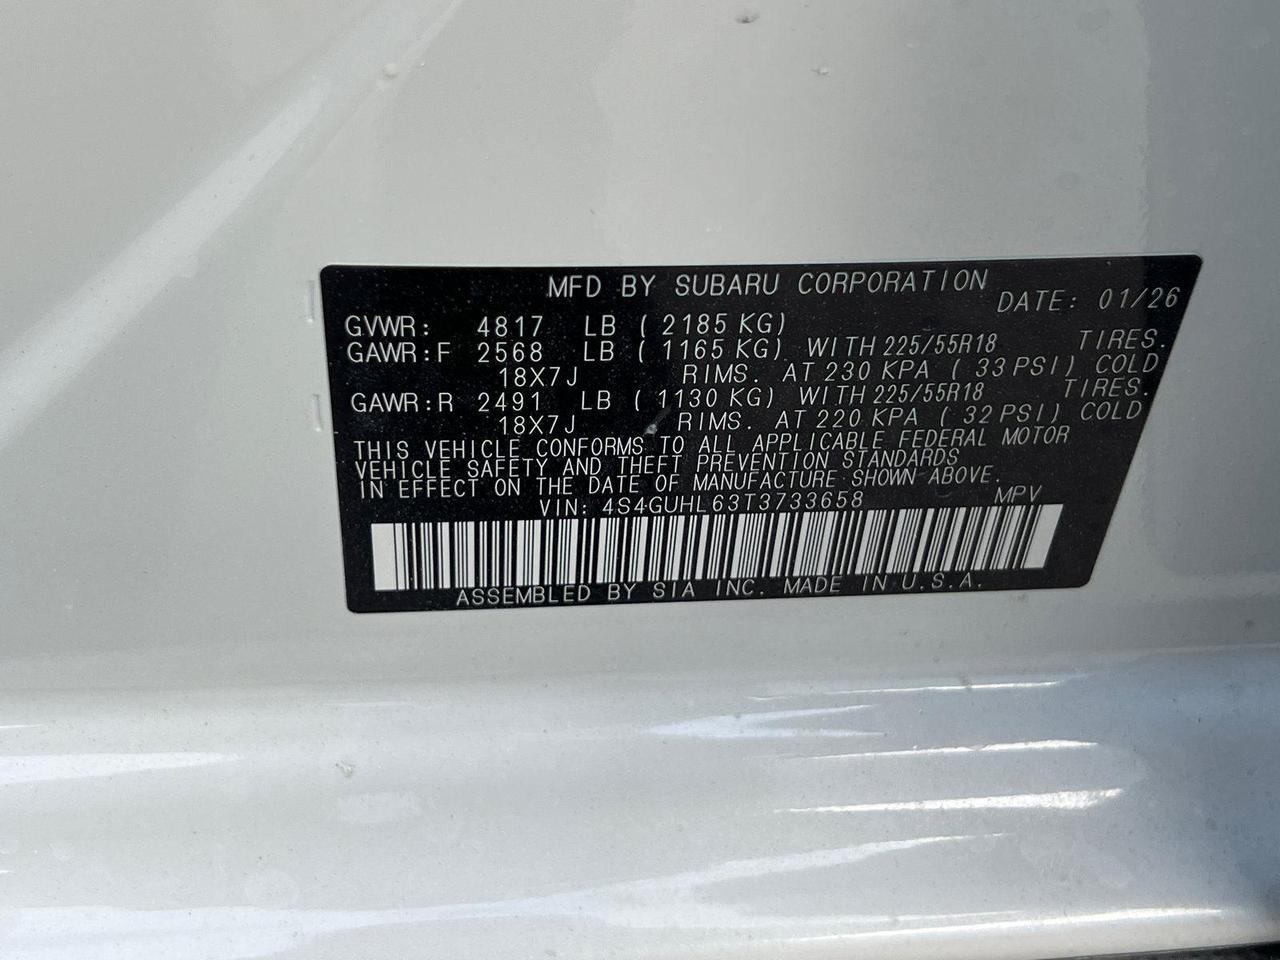 MFD BY SUBARU CORPORATION
DATE: 01/26
GVWR: 4817 LB ( 2185 KG)
GAWR:F 2568 LB ( 1165 KG) WITH 225/55R18 TIRES.
18X7J RIMS. AT 230 KPA ( 33 PSI) COLD
GAWR:R 2491 LB ( 1130 KG) WITH 225/55R18 TIRES.
18X7J RIMS. AT 220 KPA ( 32 PSI) COLD
THIS VEHICLE CONFORMS TO ALL APPLICABLE FEDERAL MOTOR
VEHICLE SAFETY AND THEFT PREVENTION STANDARDS
IN EFFECT ON THE DATE OF MANUFACTURE SHOWN ABOVE.
VIN: 4S4GUHL63T3733658 MPV
ASSEMBLED BY SIA INC. MADE IN U.S.A.